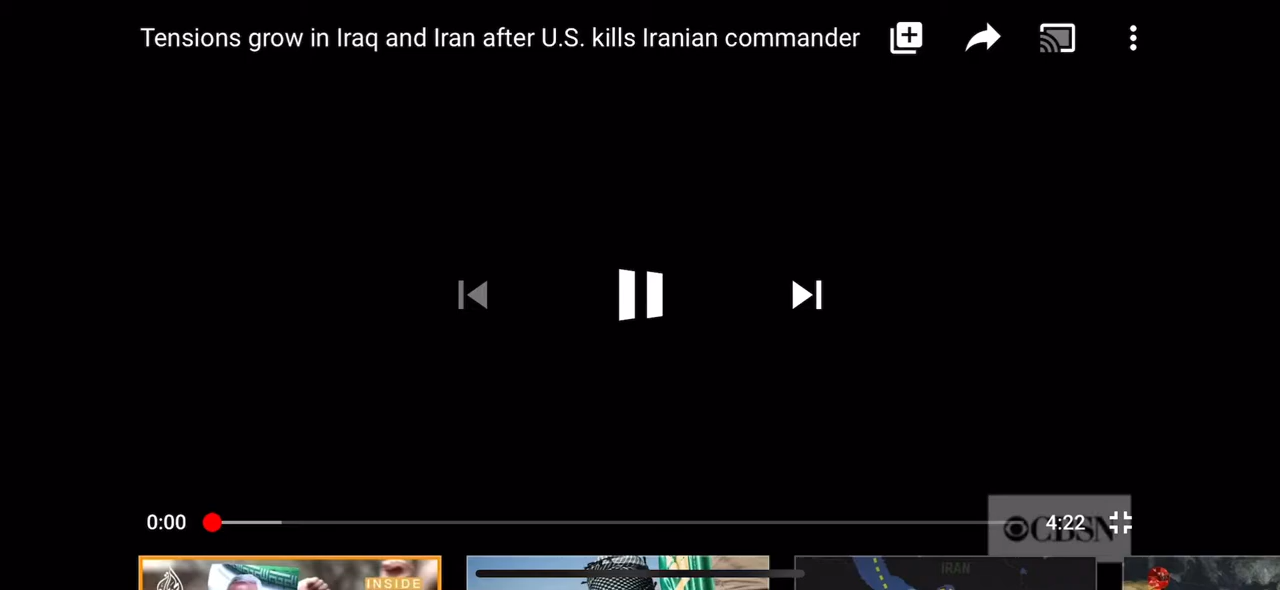 Tensions grow in Iraq and Iran after U.S. kills Iranian commander
0:00
4:22
CBSN
INSIDE
IRAN